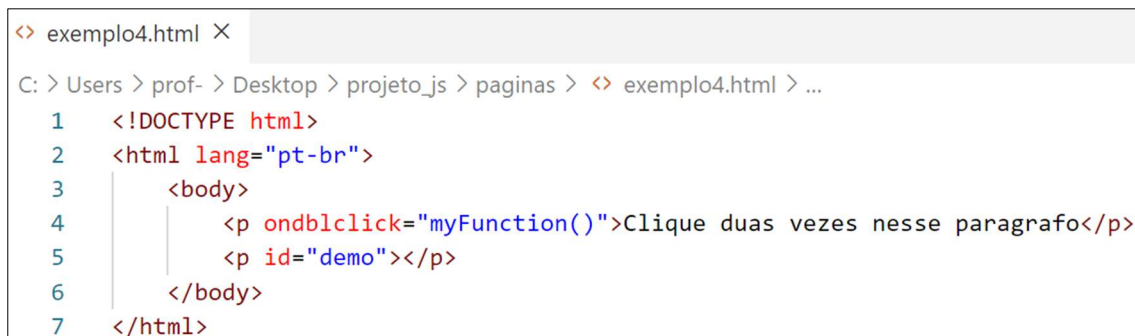 <> exemplo4.html ×
C: > Users > prof- > Desktop > projeto_js > paginas > <> exemplo4.html > ...
1 <!DOCTYPE html>
2 <html lang="pt-br">
3 <body>
4 <p ondblclick="myFunction()">Clique duas vezes nesse paragrafo</p>
5 <p id="demo"></p>
6 </body>
7 </html>